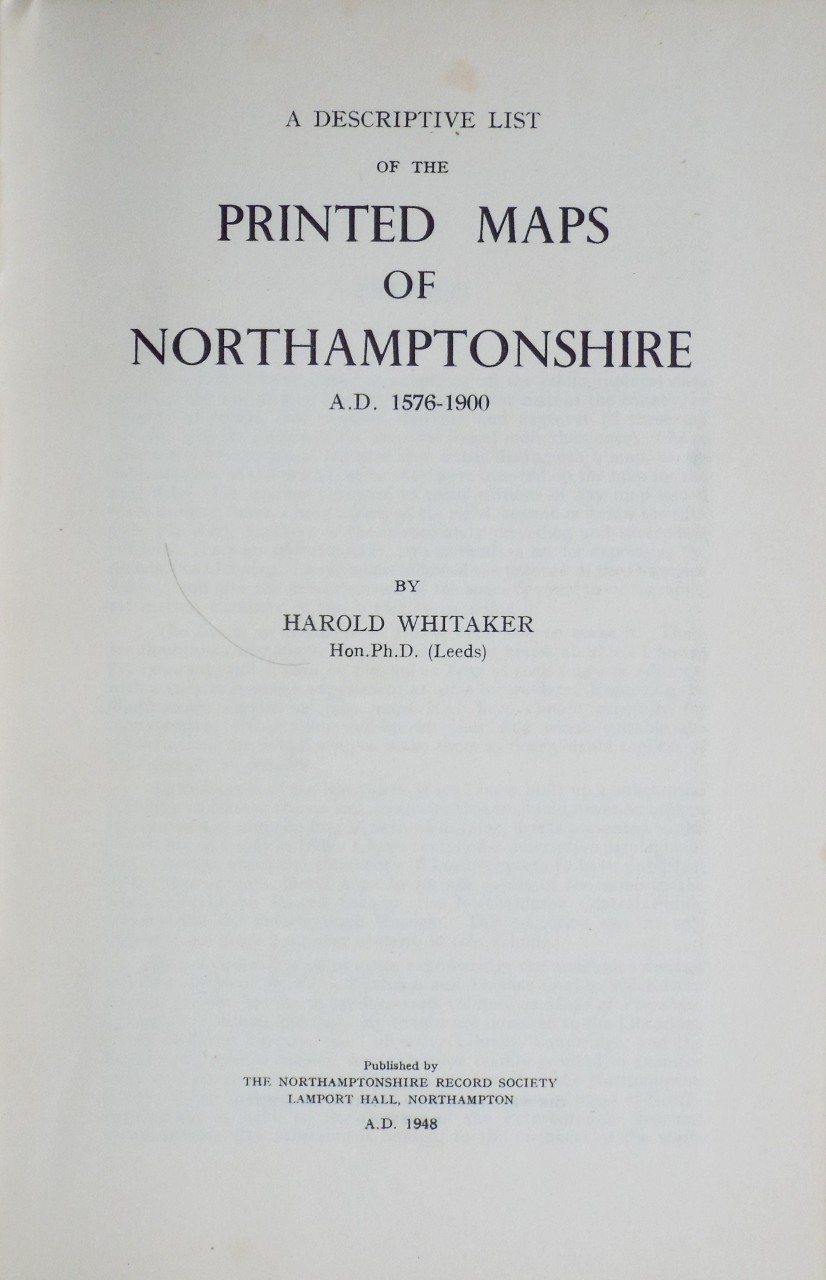 A DESCRIPTIVE LIST
OF THE
PRINTED MAPS
OF
NORTHAMPTONSHIRE
A.D. 1576-1900
BY
HAROLD WHITAKER
Hon.Ph.D. (Leeds)
Published by
THE NORTHAMPTONSHIRE RECORD SOCIETY
LAMPORT HALL, NORTHAMPTON
A.D. 1948